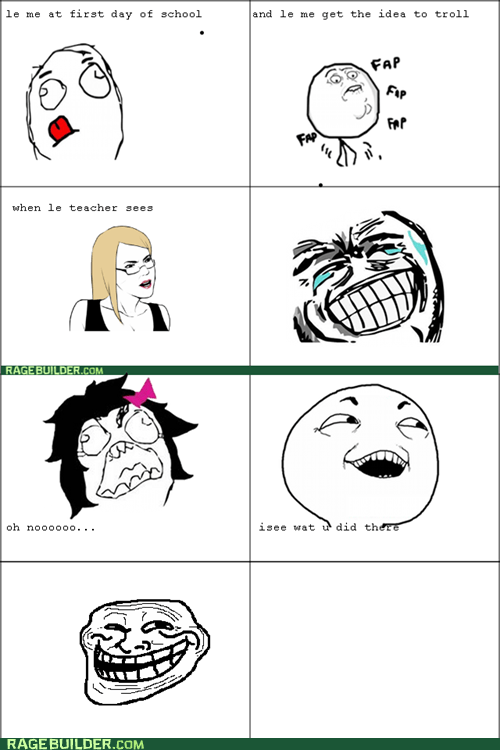 le me at first day of school
and le me get the idea to troll
FAP
FAP
FAP
FAP
when le teacher sees
RAGEBUILDER.COM
oh noooooo...
isee wat u did there
RAGEBUILDER.COM